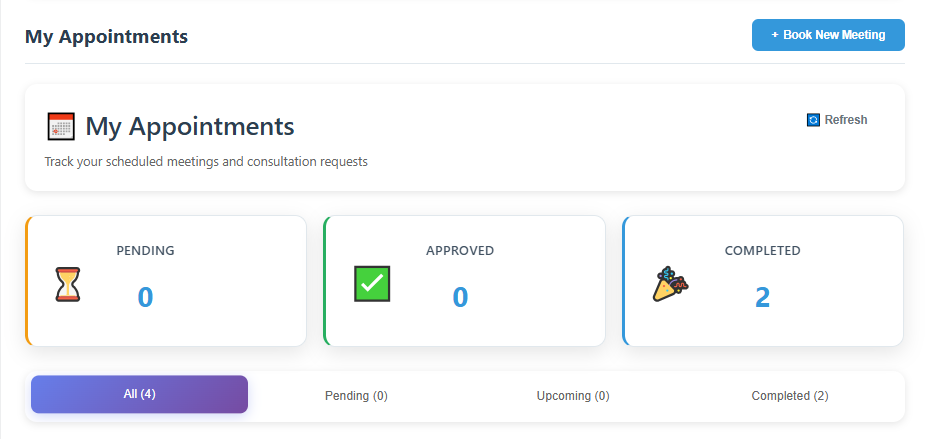 My Appointments
+ Book New Meeting
My Appointments
Refresh
Track your scheduled meetings and consultation requests
PENDING
0
APPROVED
0
COMPLETED
2
All (4)
Pending (0)
Upcoming (0)
Completed (2)